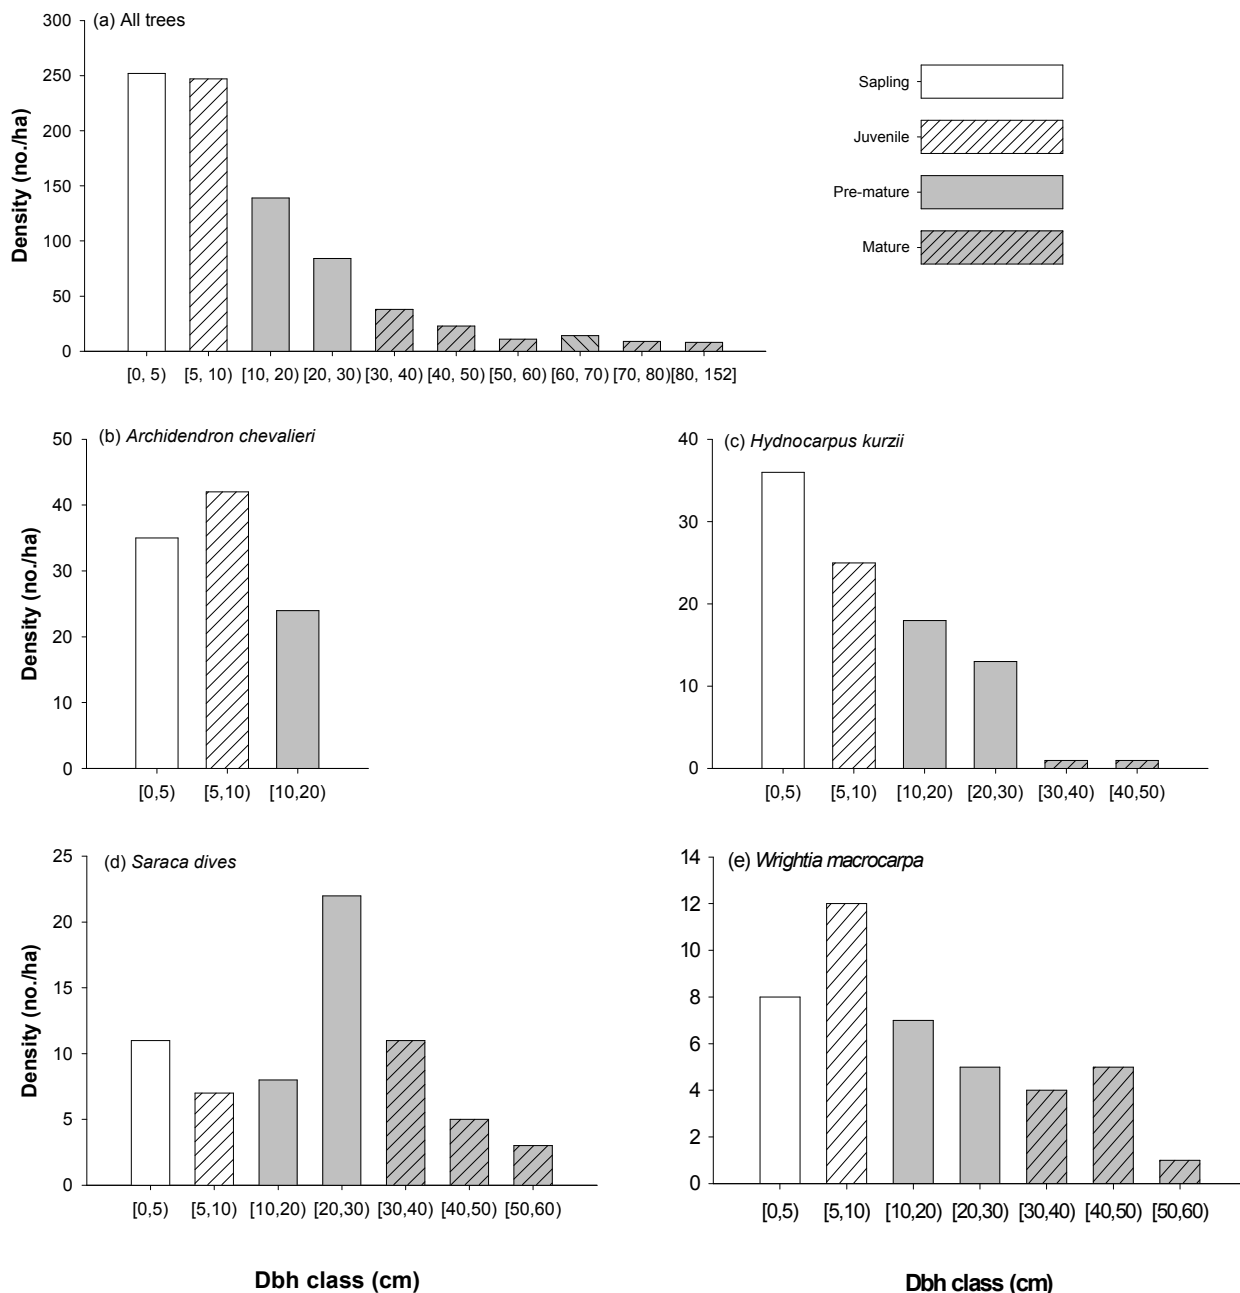 (a) All trees
300
250
200
150
100
50
0
Density (no./ha)
[0, 5) [5, 10) [10, 20) [20, 30) [30, 40) [40, 50) [50, 60) [60, 70) [70, 80) [80, 152]
Sapling
Juvenile
Pre-mature
Mature
(b) Archidendron chevalieri
50
40
30
20
10
0
Density (no./ha)
[0,5) [5,10) [10,20)
(c) Hydnocarpus kurzii
40
30
20
10
0
[0,5) [5,10) [10,20) [20,30) [30,40) [40,50)
(d) Saraca dives
25
20
15
10
5
0
Density (no./ha)
[0,5) [5,10) [10,20) [20,30) [30,40) [40,50) [50,60)
Dbh class (cm)
(e) Wrightia macrocarpa
14
12
10
8
6
4
2
0
[0,5) [5,10) [10,20) [20,30) [30,40) [40,50) [50,60)
Dbh class (cm)